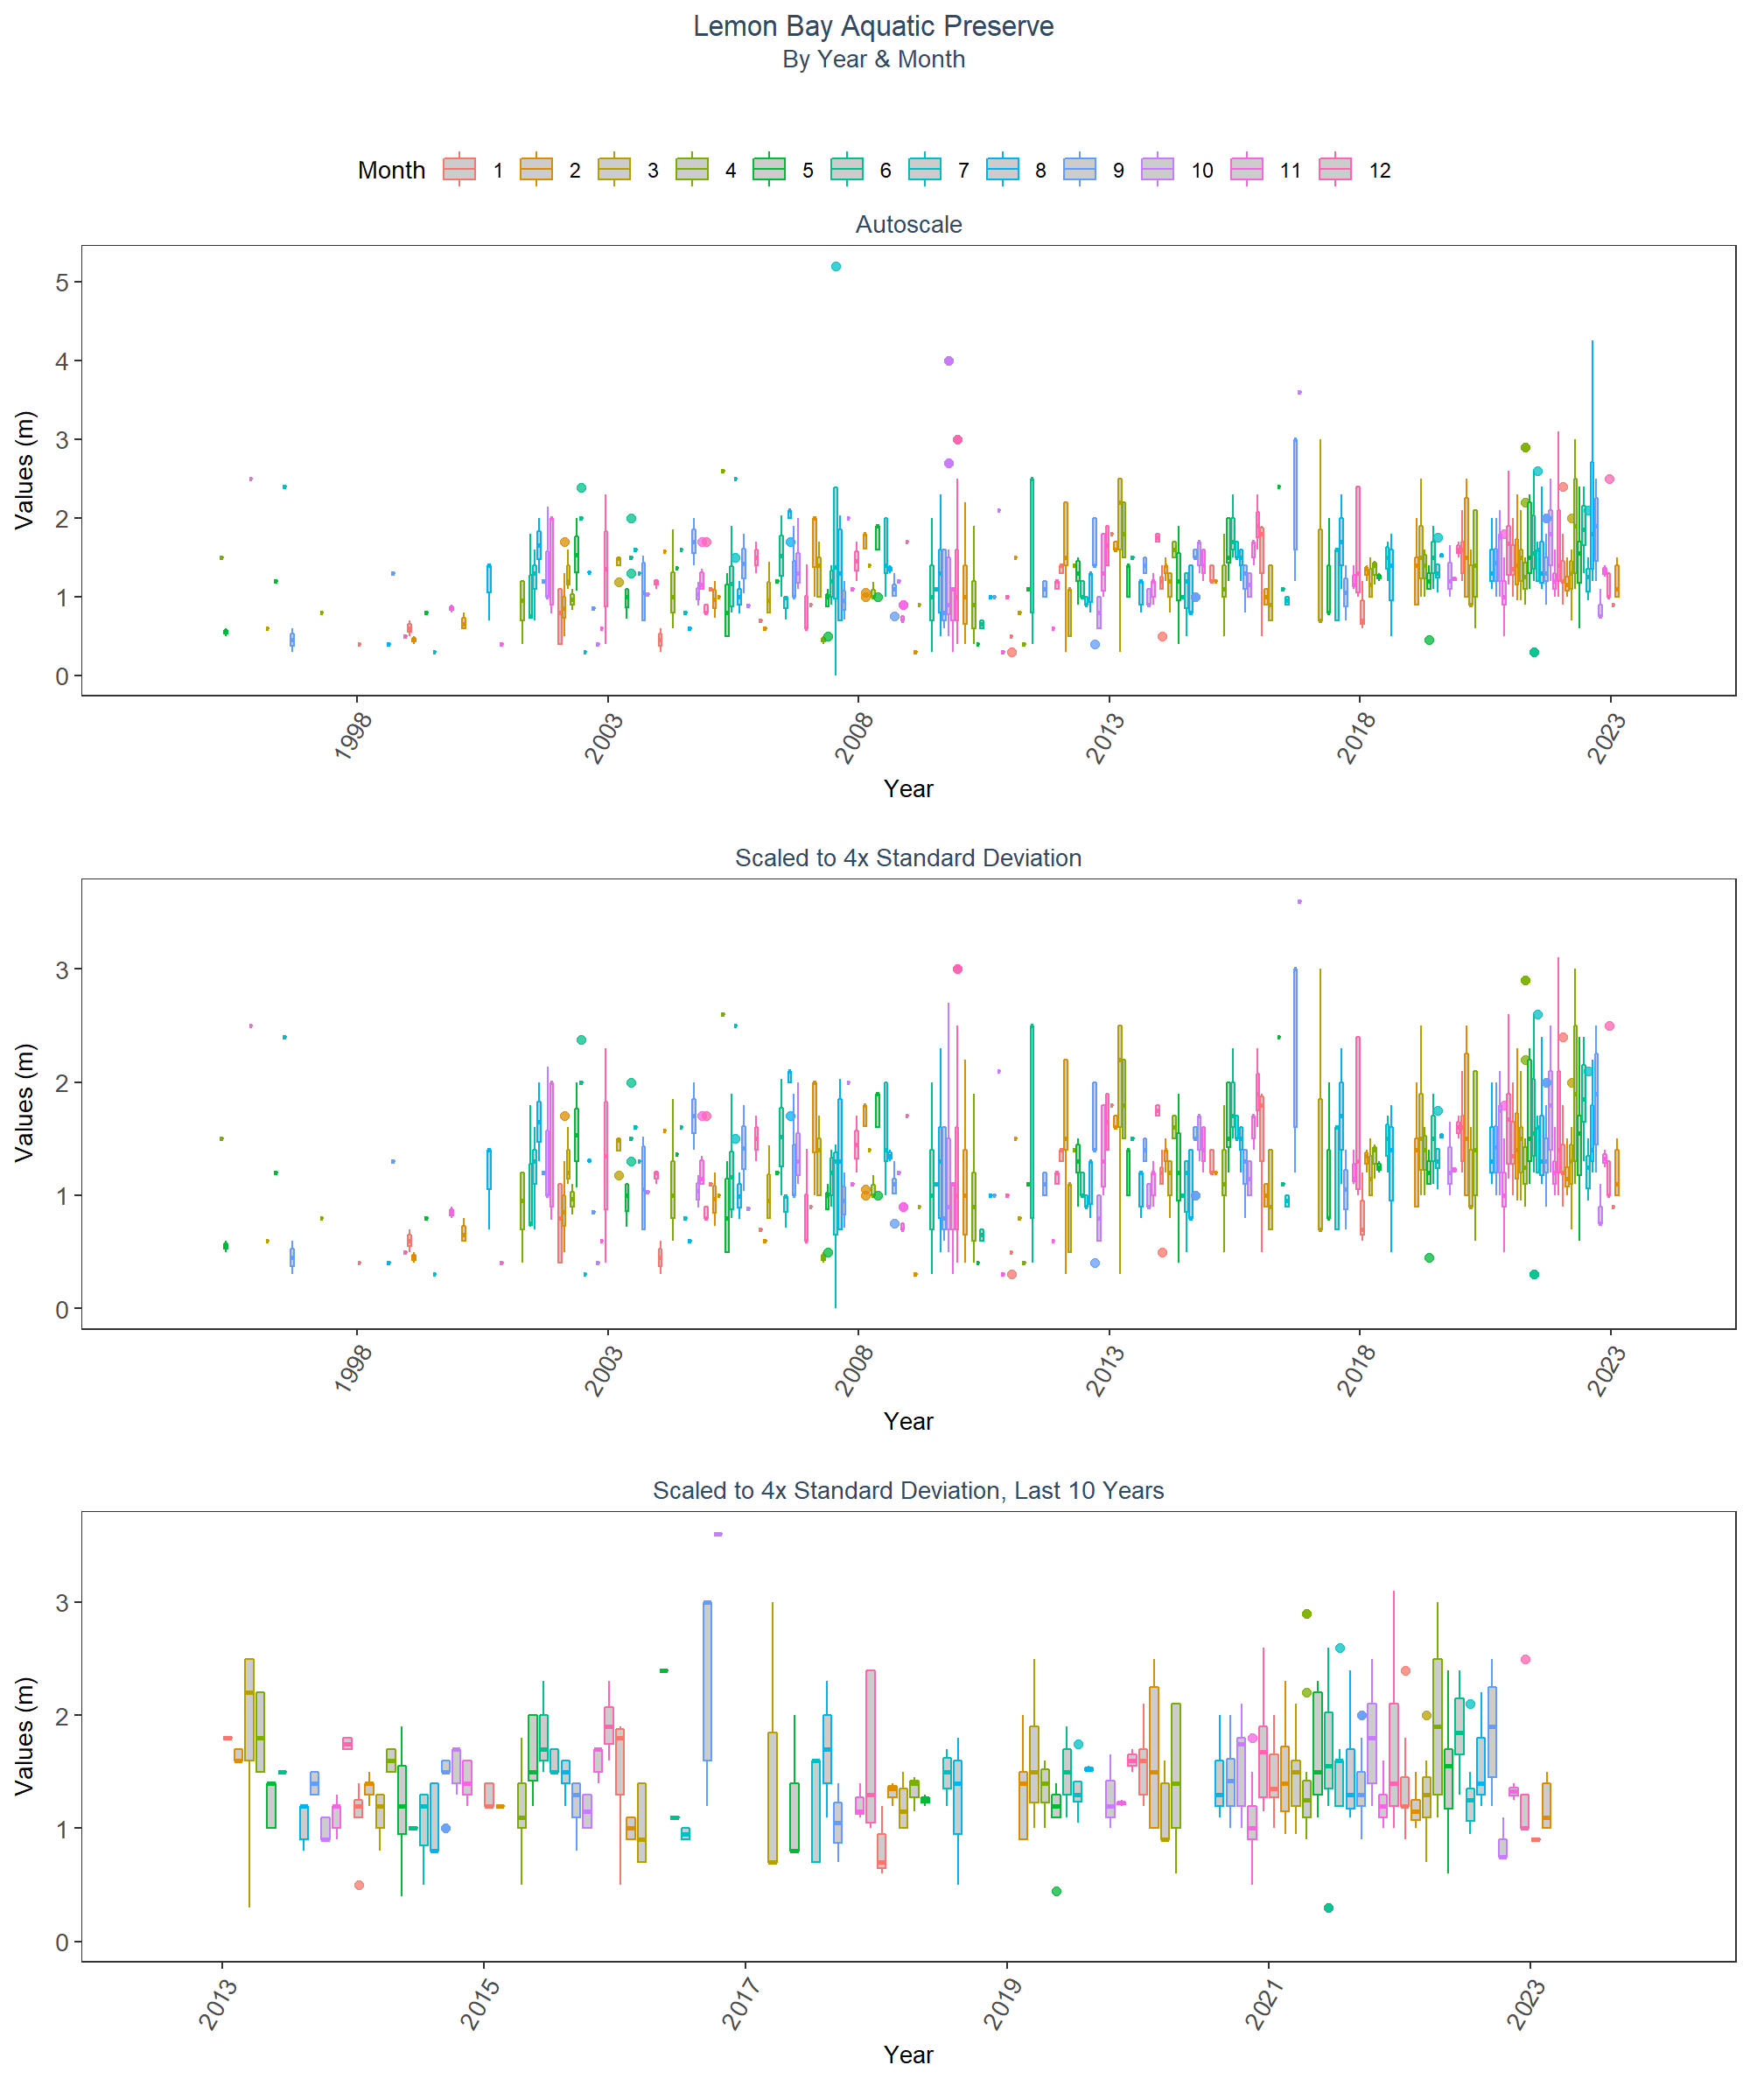 Lemon Bay Aquatic Preserve
By Year & Month
Month 1 2 3 4 5 6 7 8 9 10 11 12
Autoscale
Values (m)
5
4
3
2
1
0
1998 2003 2008 2013 2018 2023
Year
Scaled to 4x Standard Deviation
Values (m)
3
2
1
0
1998 2003 2008 2013 2018 2023
Year
Scaled to 4x Standard Deviation, Last 10 Years
Values (m)
3
2
1
0
2013 2015 2017 2019 2021 2023
Year